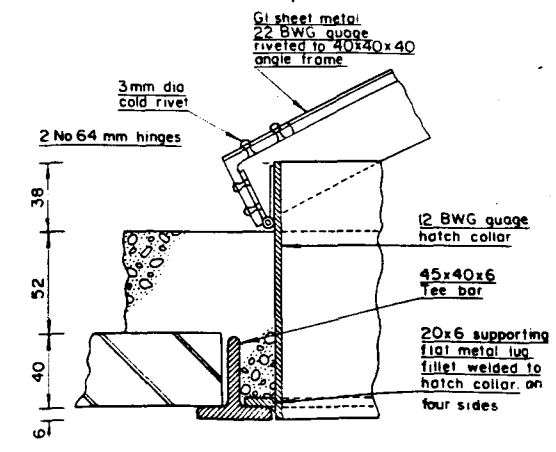 GI sheet metal
22 BWG guage
riveted to 40x40x40
angle frame
3mm dia
cold rivet
2 No 64 mm hinges
38
12 BWG guage
hatch collar
52
45x40x6
Tee bar
20x6 supporting
flat metal lug
fillet welded to
hatch collar. on
four sides
40
6